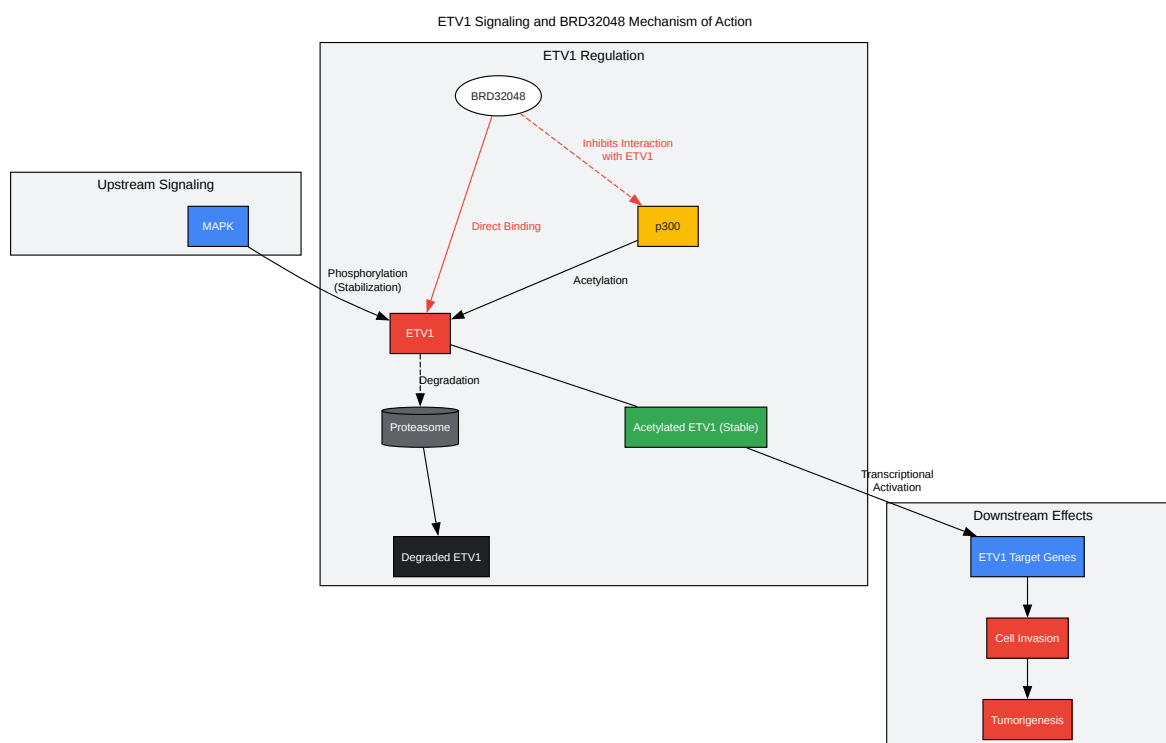 ETV1 Signaling and BRD32048 Mechanism of Action
ETV1 Regulation
BRD32048
Inhibits Interaction
with ETV1
Upstream Signaling
MAPK
Direct Binding
p300
Phosphorylation
(Stabilization)
Acetylation
ETV1
Degradation
Proteasome
Acetylated ETV1 (Stable)
Transcriptional
Activation
Downstream Effects
Degraded ETV1
ETV1 Target Genes
Cell Invasion
Tumorigenesis